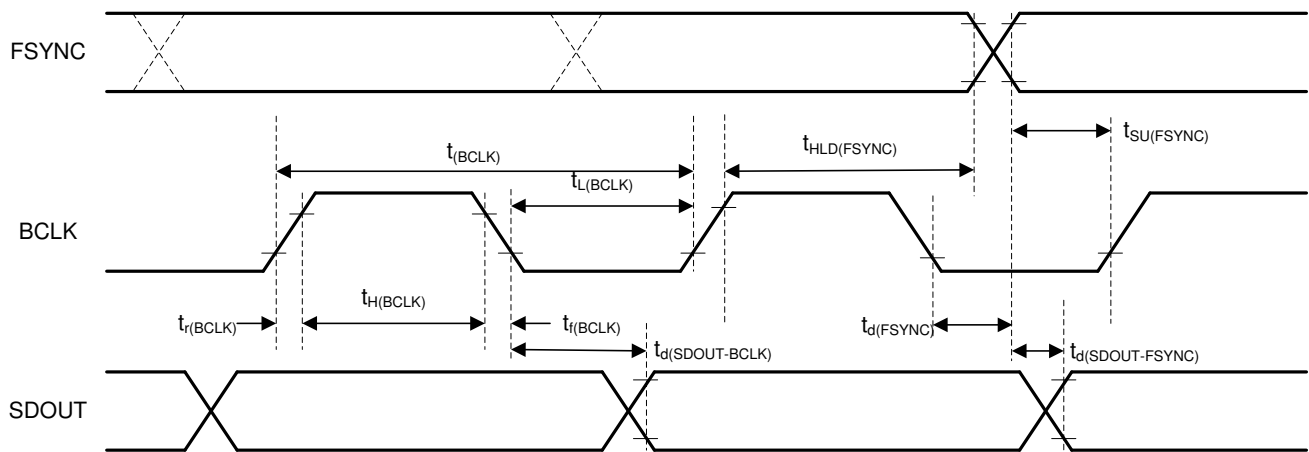 FSYNC
tSU(FSYNC)
tHLD(FSYNC)
t(BCLK)
tL(BCLK)
BCLK
tH(BCLK)
tr(BCLK)
tf(BCLK)
td(FSYNC)
td(SDOUT-BCLK)
td(SDOUT-FSYNC)
SDOUT